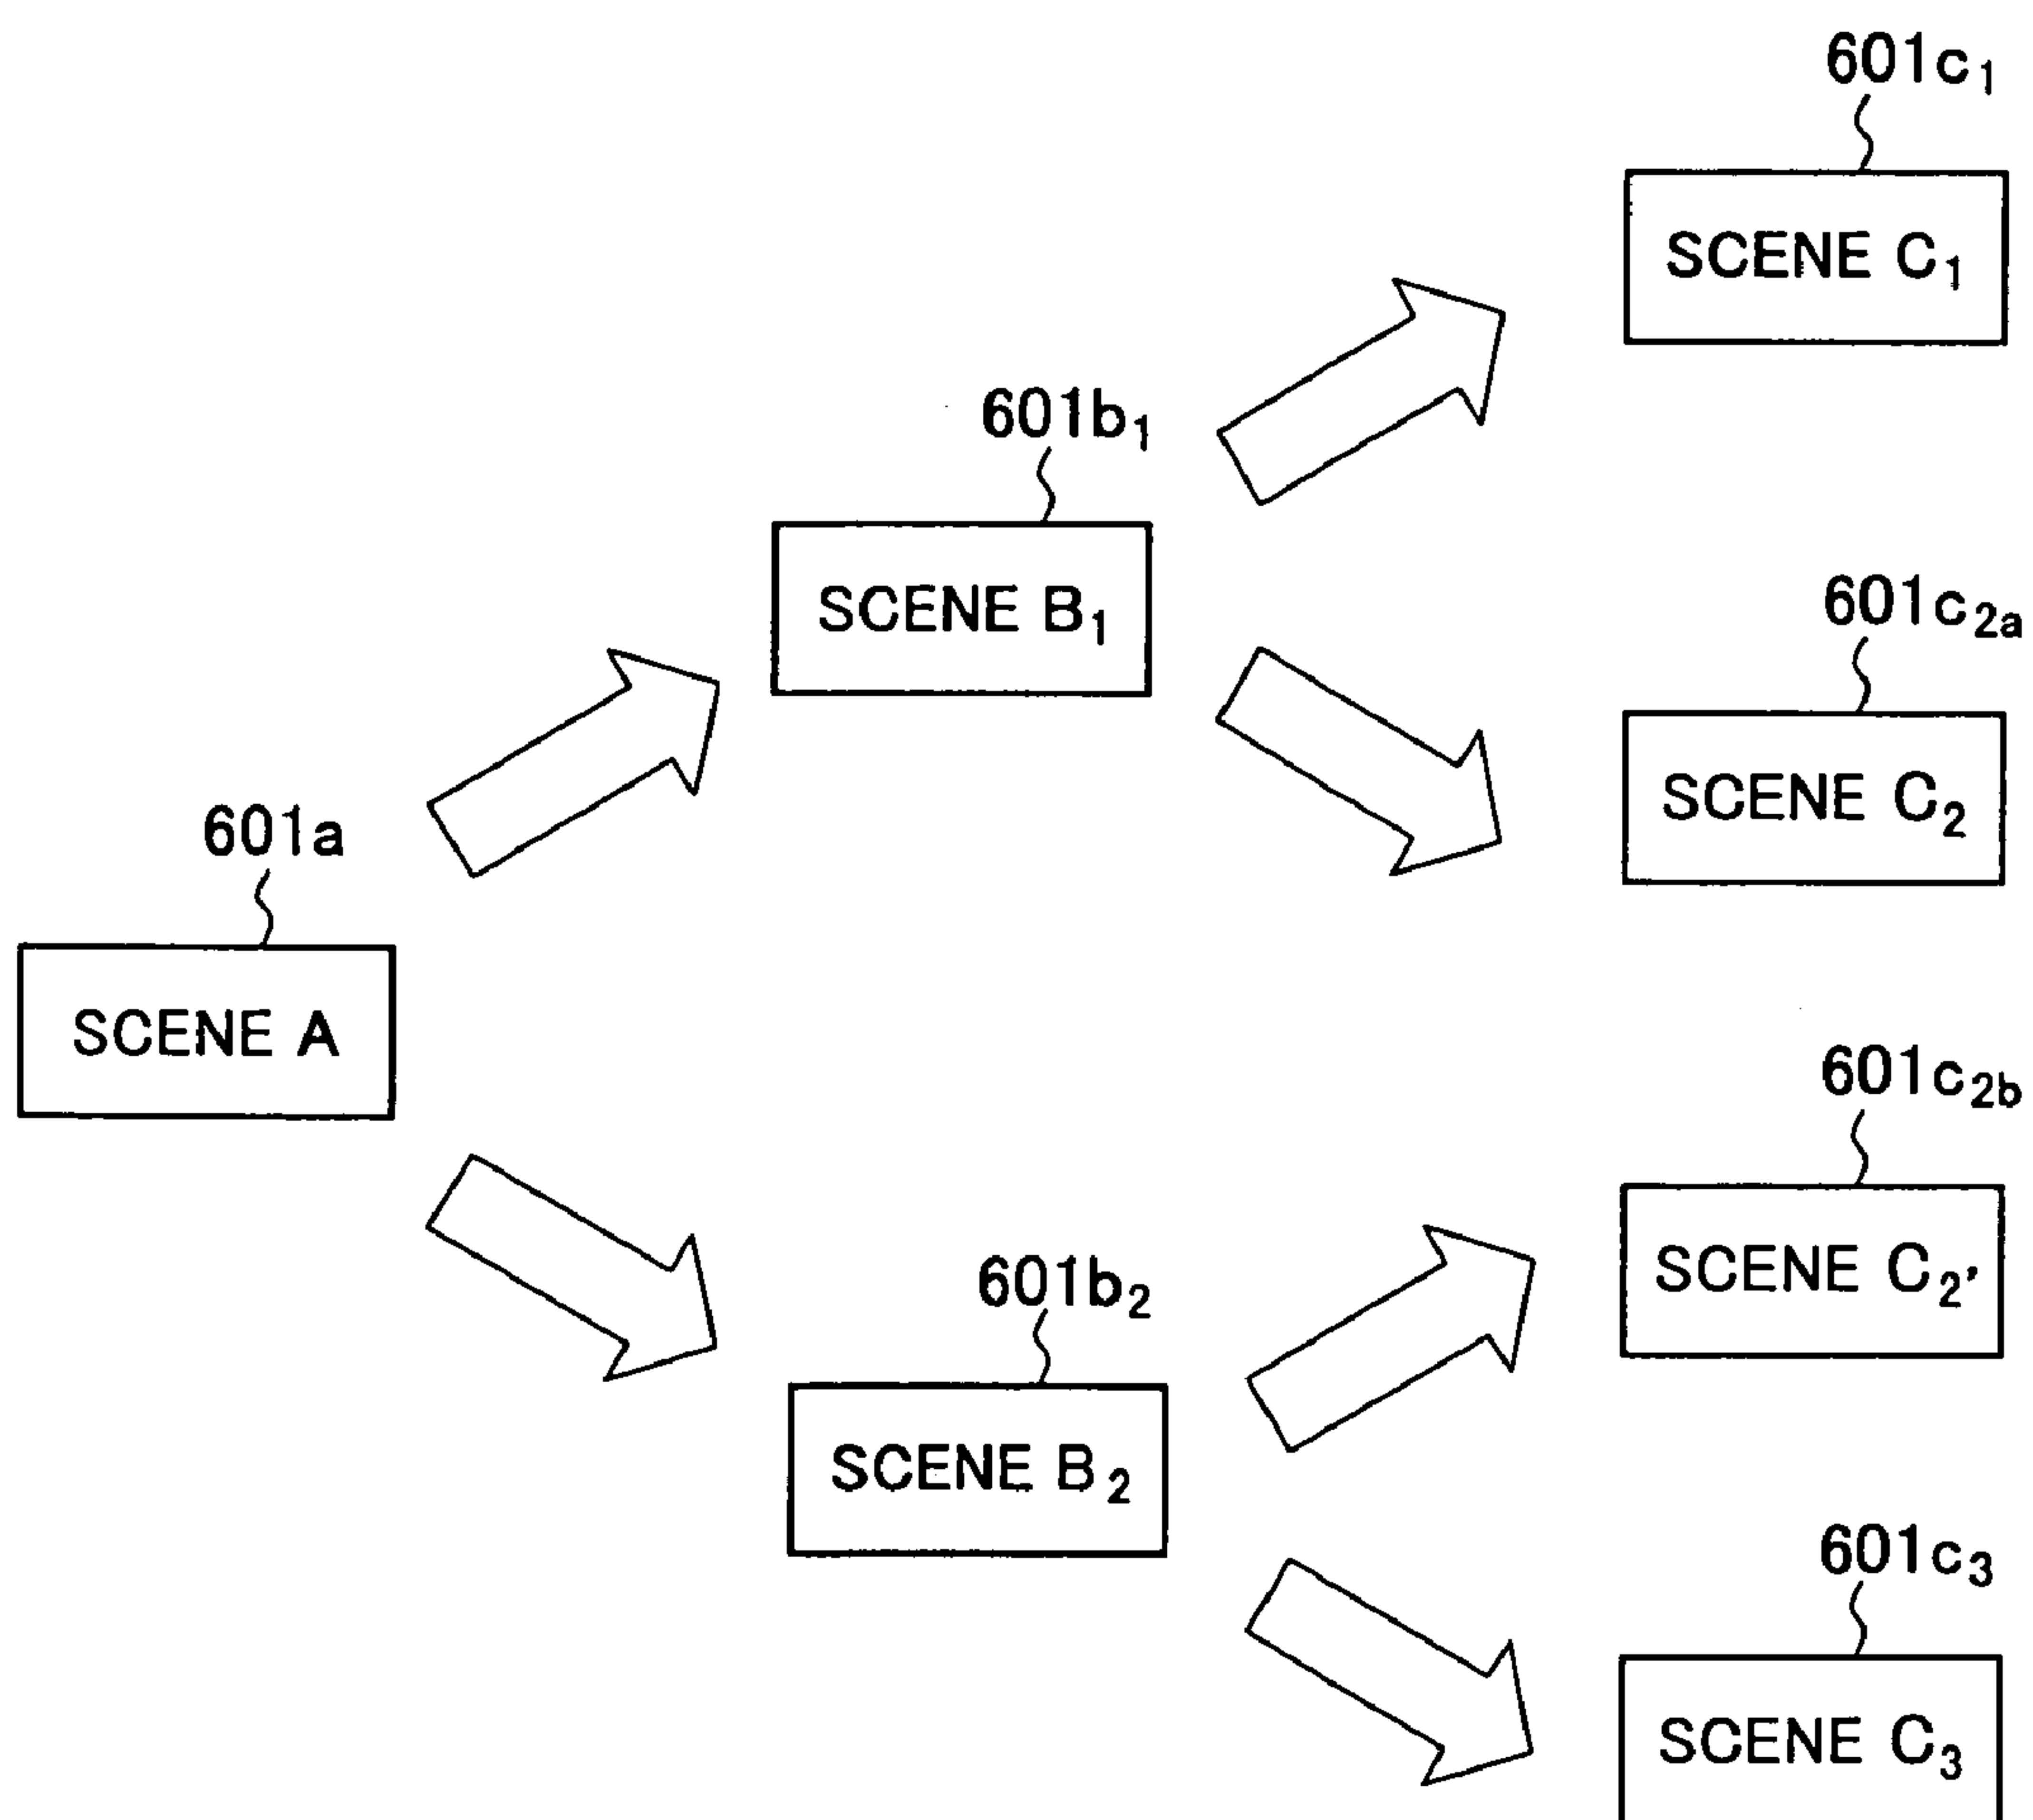 601c₁
SCENE C₁
601b₁
SCENE B₁
601c₂ₐ
SCENE C₂
601a
SCENE A
601c₂b
SCENE C₂'
601b₂
SCENE B₂
601c₃
SCENE C₃